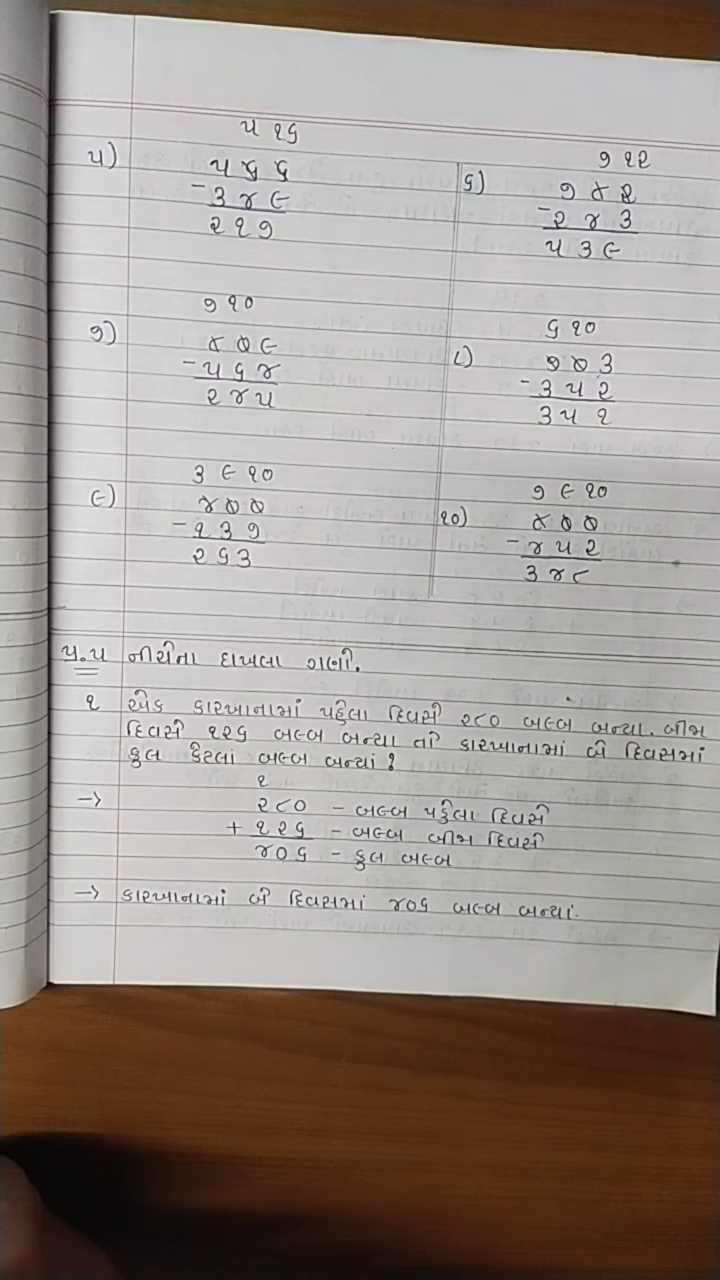 ૫ ૧૬
૫) ૫ ૬ ૬
- ૩ ૪ ૯
૨ ૧ ૭
૭ ૧૨
૬) ૭ ૮ ૨
- ૨ ૪ ૩
૫ ૩ ૯
૭ ૧૦
૭) ૮ ૦ ૯
- ૫ ૬ ૪
૨ ૪ ૫
૬ ૧૦
૮) ૭ ૦ ૩
- ૩ ૫ ૨
૩ ૫ ૧
૩ ૯ ૧૦
૯) ૪ ૦ ૦
- ૧ ૩ ૭
૨ ૬ ૩
૭ ૯ ૧૦
૧૦) ૮ ૦ ૦
- ૪ ૫ ૨
૩ ૪ ૮
પ્ર.૫ નીચેના દાખલા ગણો.
૧ એક કારખાનામાં પહેલા દિવસે ૨૮૦ બલ્બ બન્યા. બીજા
દિવસે ૧૨૬ બલ્બ બન્યા તો કારખાનામાં બે દિવસમાં
કુલ કેટલાં બલ્બ બન્યાં ?
૧
→ ૨૮૦ - બલ્બ પહેલા દિવસે
+ ૧૨૬ - બલ્બ બીજા દિવસે
૪૦૬ - કુલ બલ્બ
→ કારખાનામાં બે દિવસમાં ૪૦૬ બલ્બ બન્યાં.